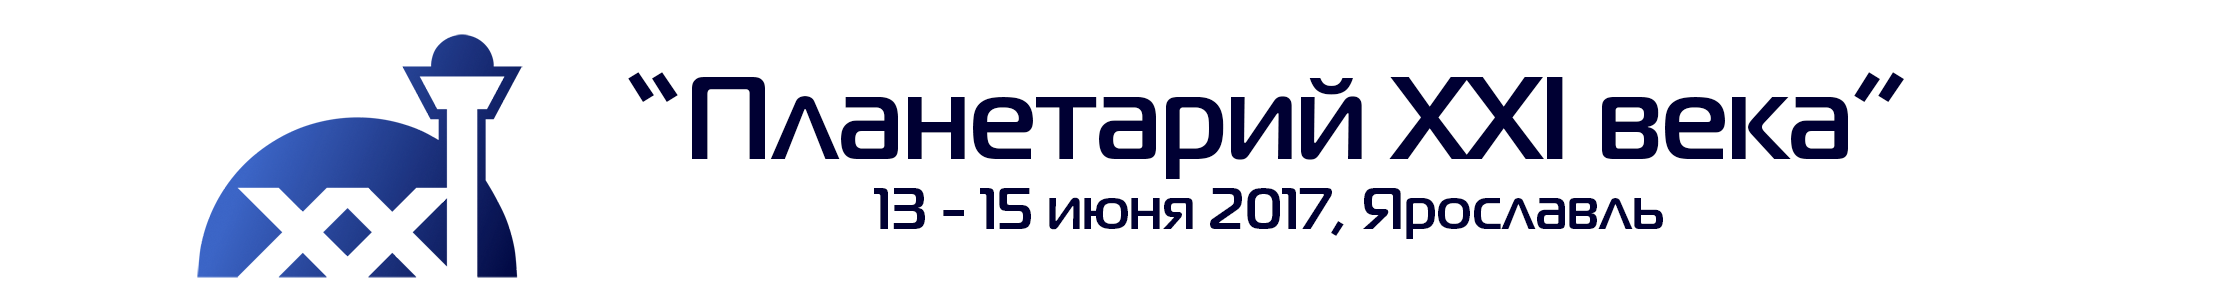 XXI
“Планетарий XXI века”
13 - 15 июня 2017, Ярославль